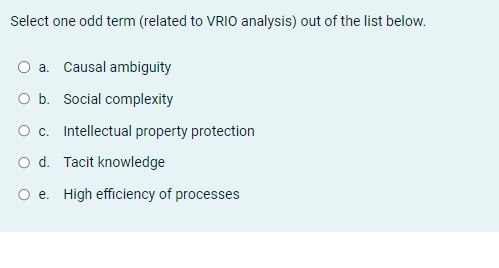 Select one odd term (related to VRIO analysis) out of the list below.
a. Causal ambiguity
b. Social complexity
c. Intellectual property protection
d. Tacit knowledge
e. High efficiency of processes